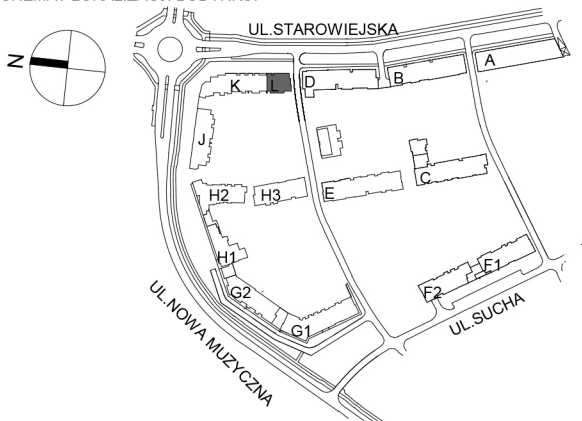 UL.STAROWIEJSKA
N
A
B
D
K
L
J
C
E
H2
H3
H1
G2
G1
F1
F2
UL.SUCHA
UL.NOWA MUZYCZNA